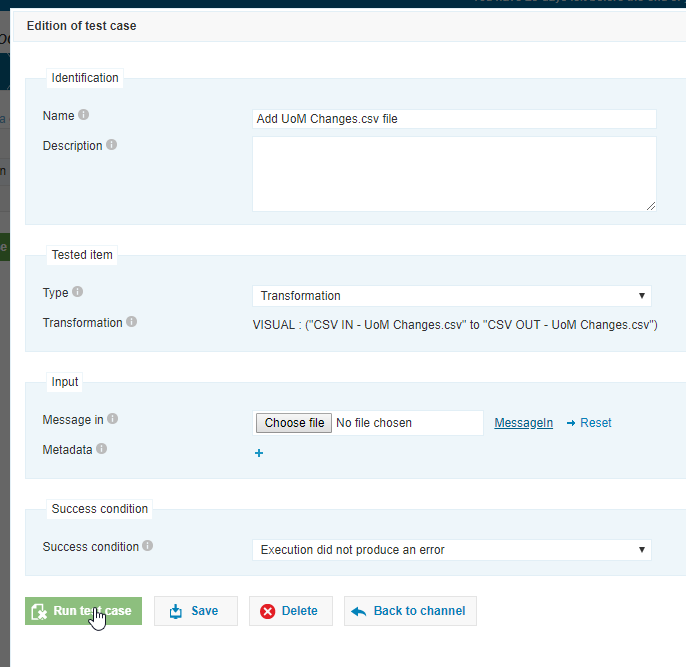 Edition of test case
Identification
Name
Add UoM Changes.csv file
Description
Tested item
Type
Transformation
Transformation
VISUAL : ("CSV IN - UoM Changes.csv" to "CSV OUT - UoM Changes.csv")
Input
Message in
Choose file No file chosen MessageIn Reset
Metadata
+
Success condition
Success condition
Execution did not produce an error
Run test case Save Delete Back to channel